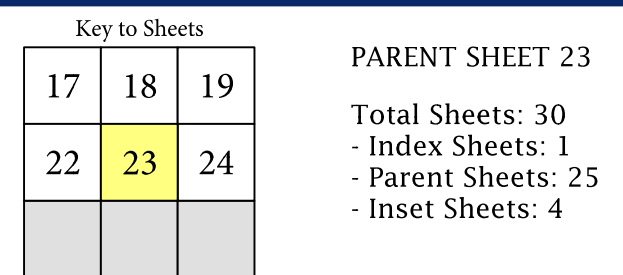 Key to Sheets
17 18 19
22 23 24
PARENT SHEET 23
Total Sheets: 30
- Index Sheets: 1
- Parent Sheets: 25
- Inset Sheets: 4